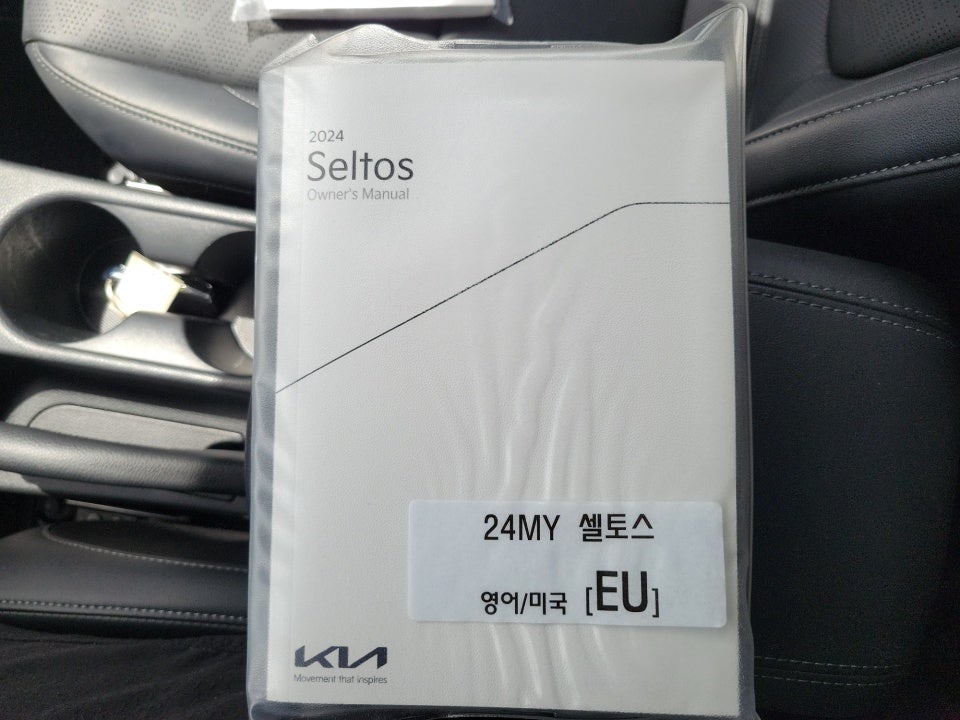 2024
Seltos
Owner's Manual
24MY 셀토스
영어/미국 [EU]
KIA
Movement that inspires